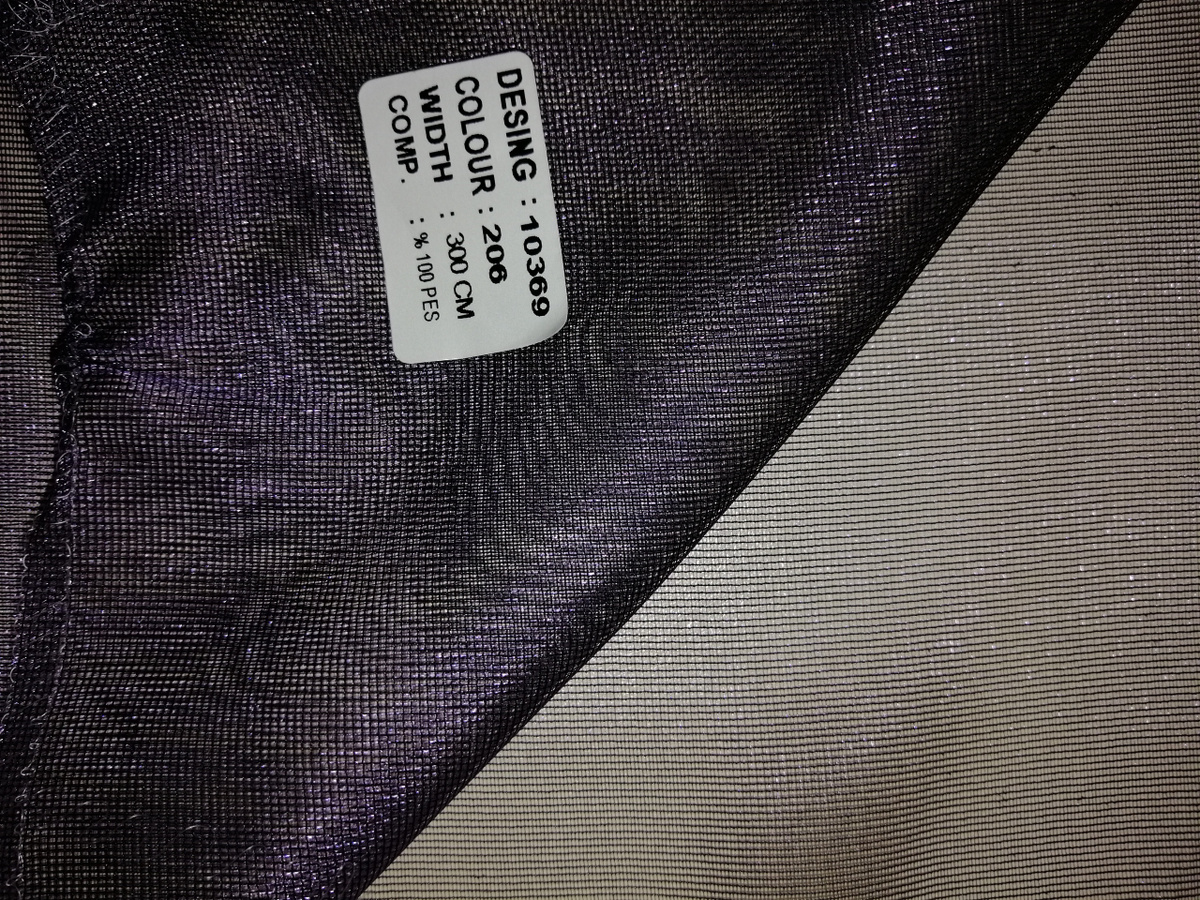 DESING : 10369
COLOUR : 206
WIDTH : 300 CM
COMP. : % 100 PES